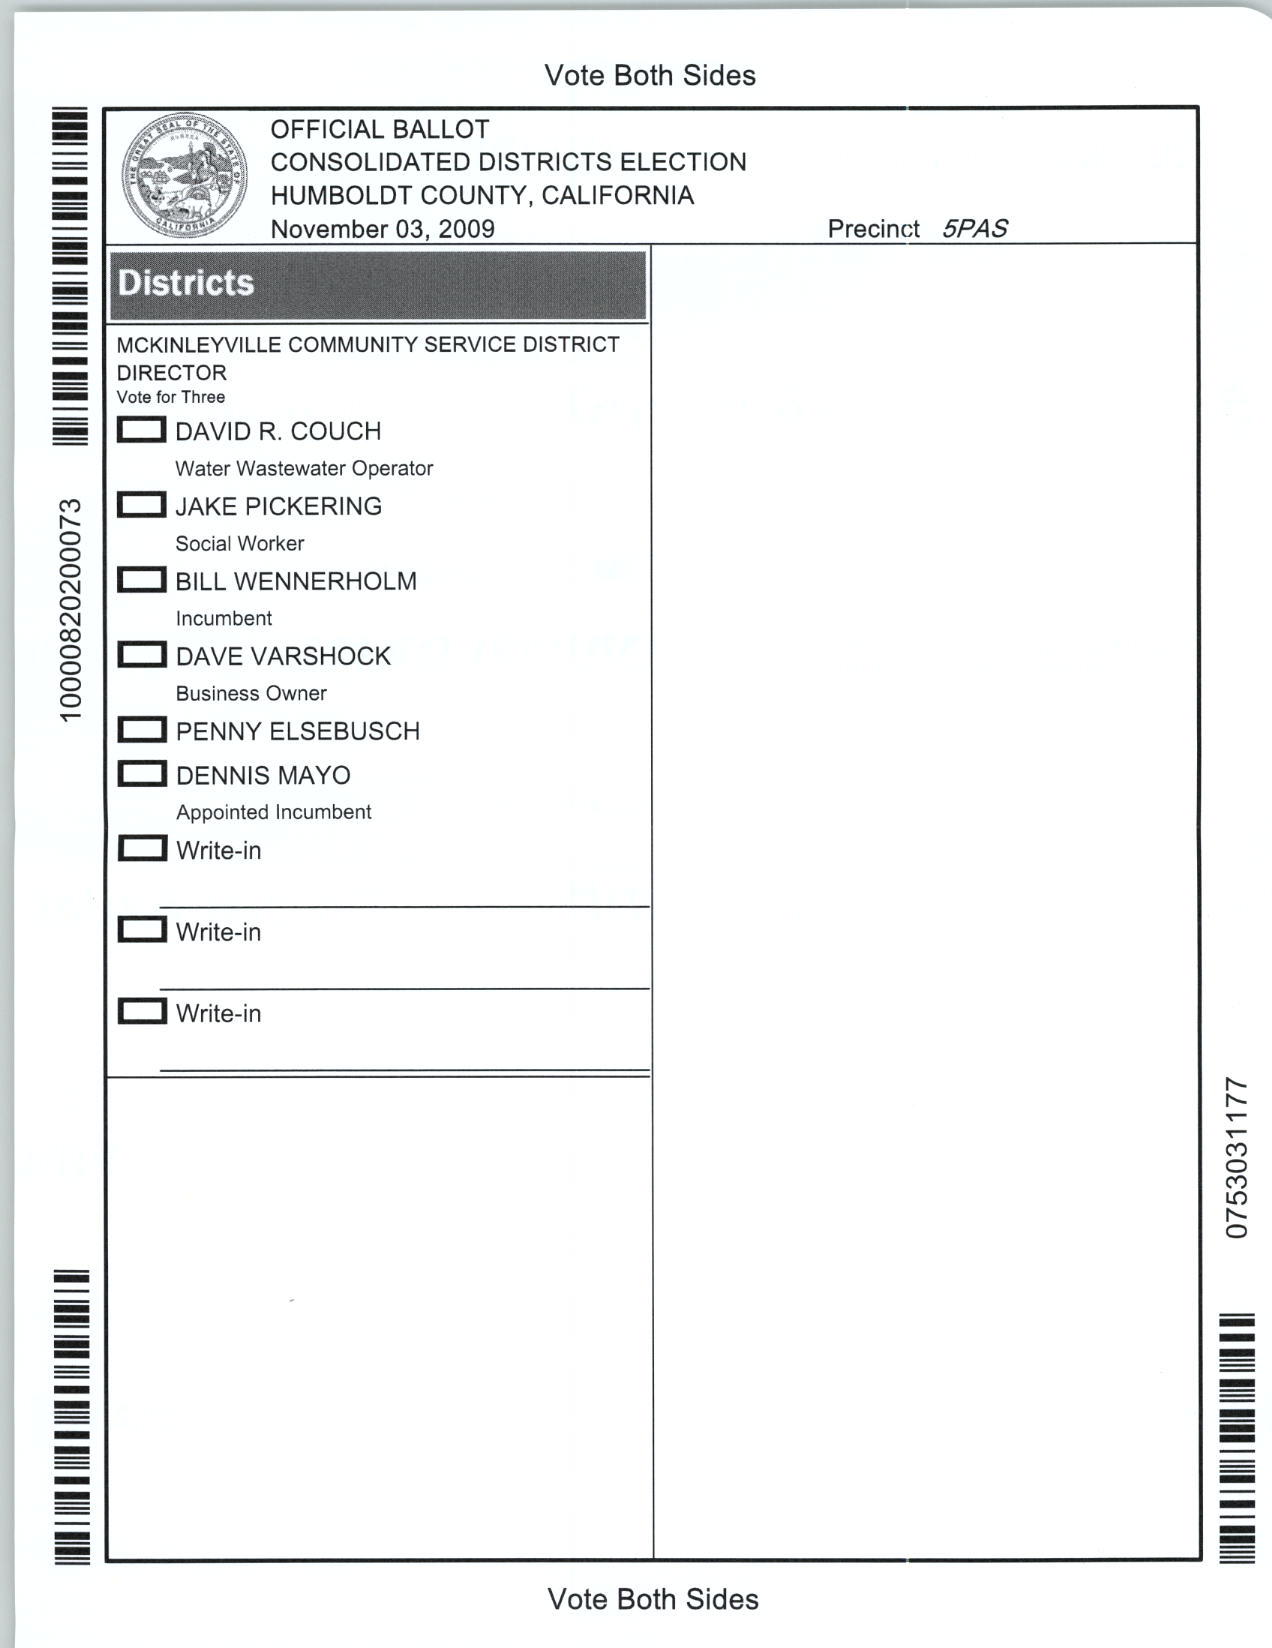 Vote Both Sides
THE GREAT SEAL OF THE STATE OF CALIFORNIA
EUREKA
OFFICIAL BALLOT
CONSOLIDATED DISTRICTS ELECTION
HUMBOLDT COUNTY, CALIFORNIA
November 03, 2009
Precinct 5PAS
Districts
MCKINLEYVILLE COMMUNITY SERVICE DISTRICT
DIRECTOR
Vote for Three
DAVID R. COUCH
Water Wastewater Operator
JAKE PICKERING
Social Worker
BILL WENNERHOLM
Incumbent
DAVE VARSHOCK
Business Owner
PENNY ELSEBUSCH
DENNIS MAYO
Appointed Incumbent
Write-in
Write-in
Write-in
10000820200073
0753031177
Vote Both Sides